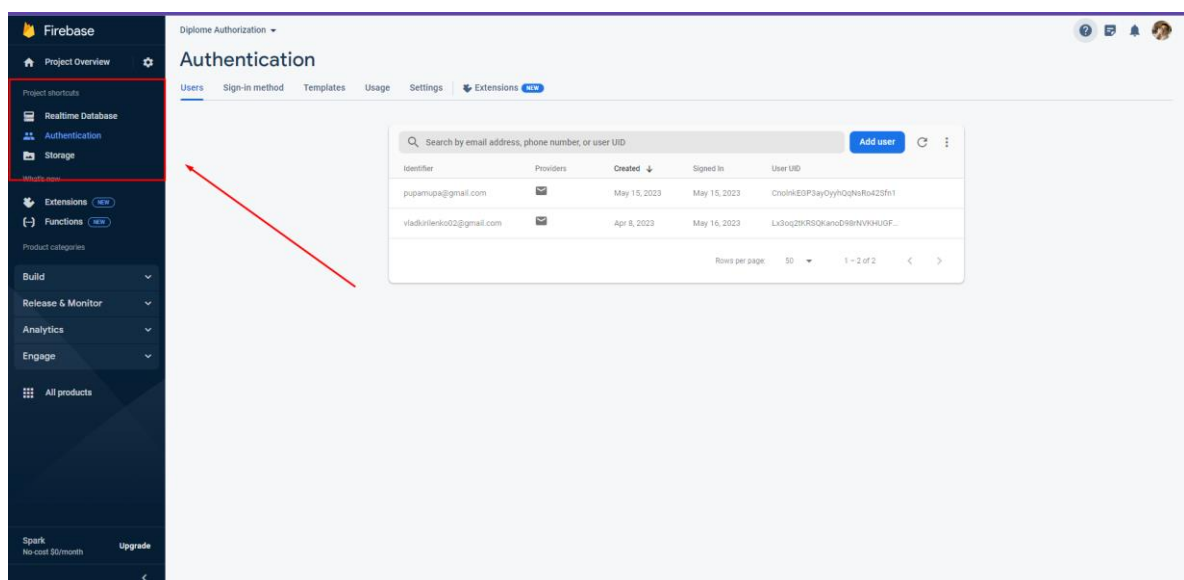 Firebase
Diplome Authorization
Project Overview
Authentication
Project shortcuts
Users Sign-in method Templates Usage Settings Extensions NEW
Realtime Database
Authentication
Storage
What's new
Extensions NEW
Functions NEW
Product categories
Build
Release & Monitor
Analytics
Engage
All products
Spark
No-cost $0/month
Upgrade
Search by email address, phone number, or user UID
Add user
Identifier Providers Created Signed In User UID
pupamupa@gmail.com May 15, 2023 May 15, 2023
vladkirilenko02@gmail.com Apr 8, 2023 May 16, 2023
Rows per page: 50 1 – 2 of 2